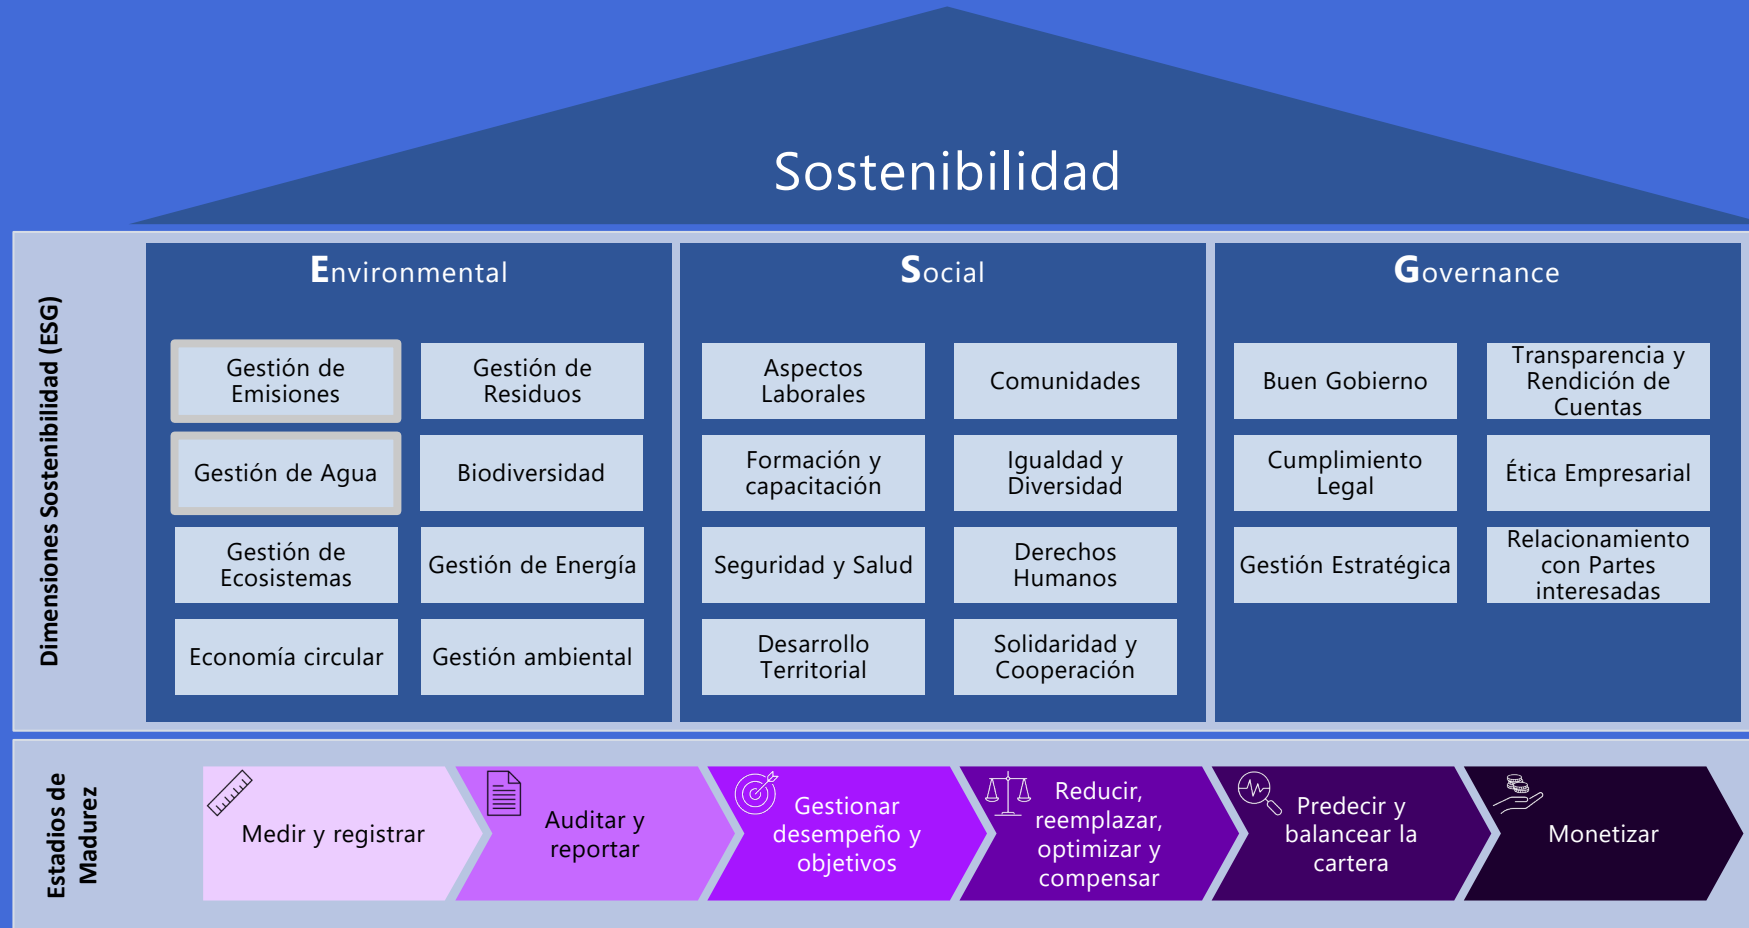 Sostenibilidad
Dimensiones Sostenibilidad (ESG)
Environmental
Gestión de
Emisiones
Gestión de
Residuos
Gestión de Agua
Biodiversidad
Gestión de
Ecosistemas
Gestión de Energía
Economía circular
Gestión ambiental
Social
Aspectos
Laborales
Comunidades
Formación y
capacitación
Igualdad y
Diversidad
Seguridad y Salud
Derechos
Humanos
Desarrollo
Territorial
Solidaridad y
Cooperación
Governance
Buen Gobierno
Transparencia y
Rendición de
Cuentas
Cumplimiento
Legal
Ética Empresarial
Gestión Estratégica
Relacionamiento
con Partes
interesadas
Estadios de
Madurez
Medir y registrar
Auditar y
reportar
Gestionar
desempeño y
objetivos
Reducir,
reemplazar,
optimizar y
compensar
Predecir y
balancear la
cartera
Monetizar